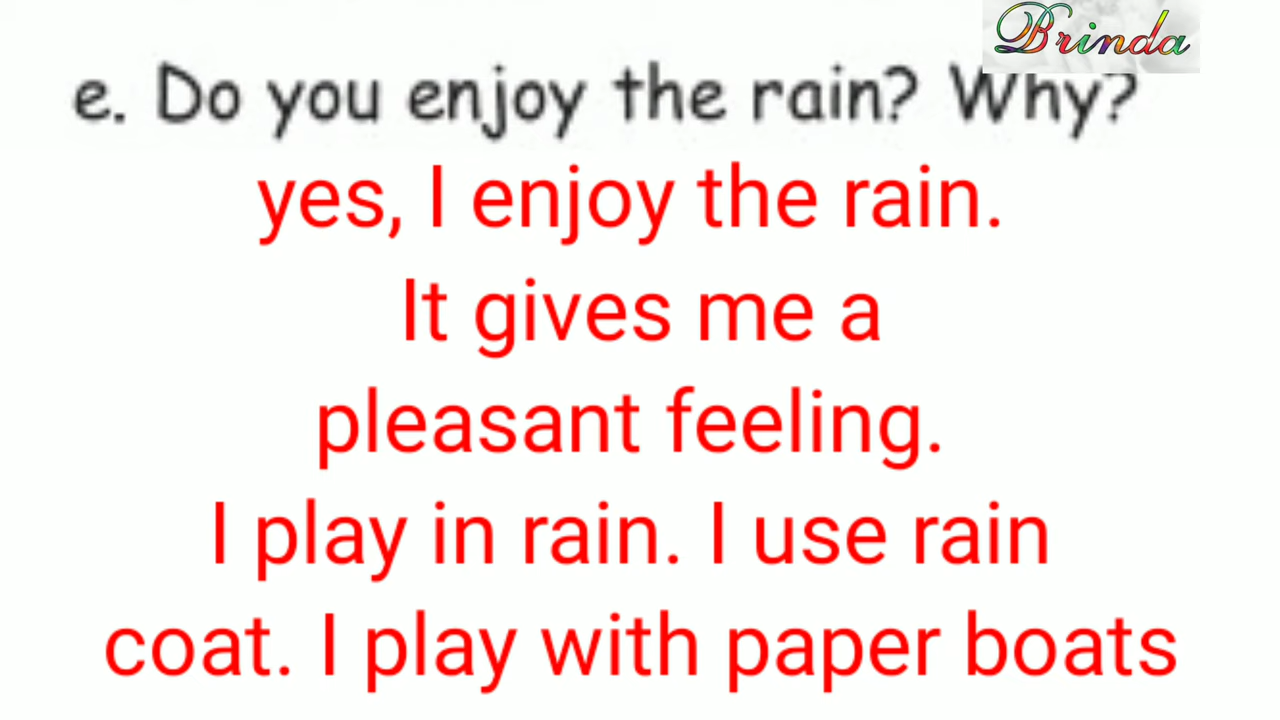 Brinda
e. Do you enjoy the rain? Why?
yes, I enjoy the rain.
It gives me a
pleasant feeling.
I play in rain. I use rain
coat. I play with paper boats